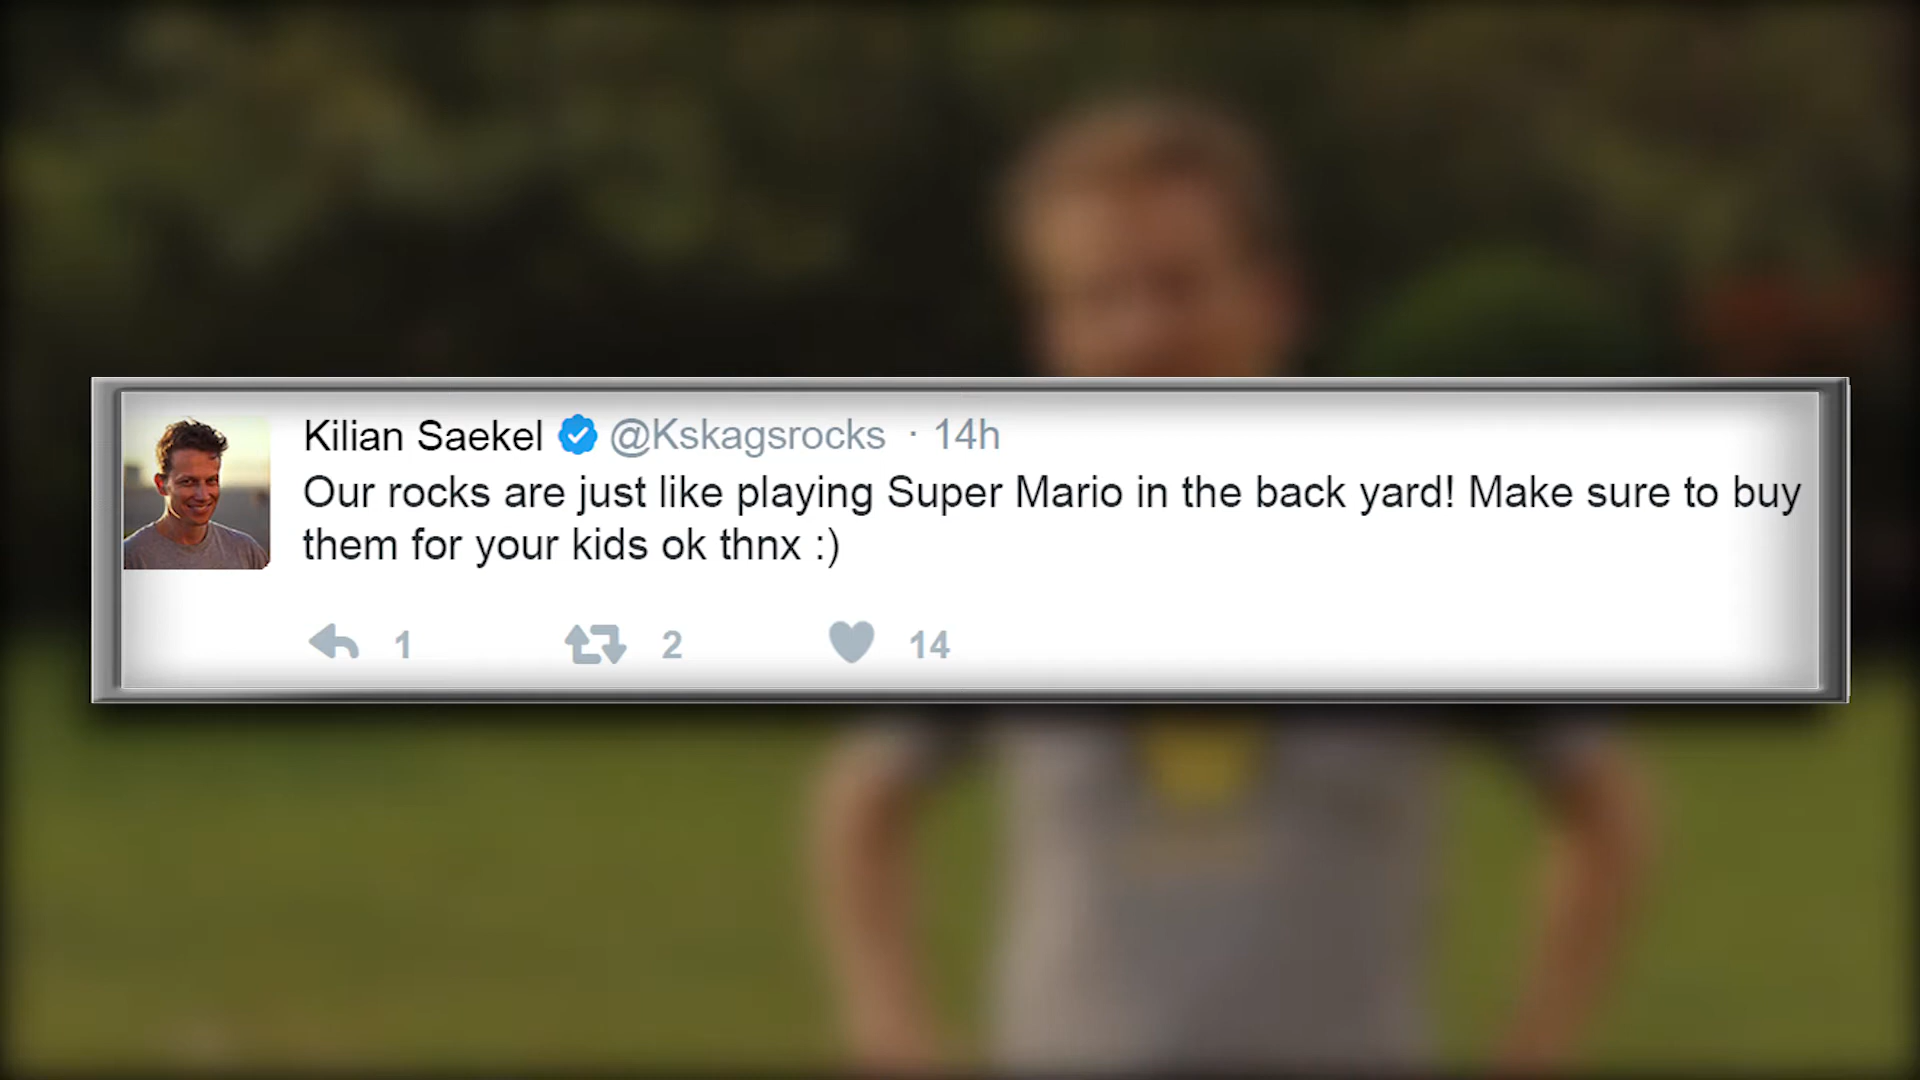 Kilian Saekel @Kskagsrocks · 14h
Our rocks are just like playing Super Mario in the back yard! Make sure to buy
them for your kids ok thnx :)
1 2 14